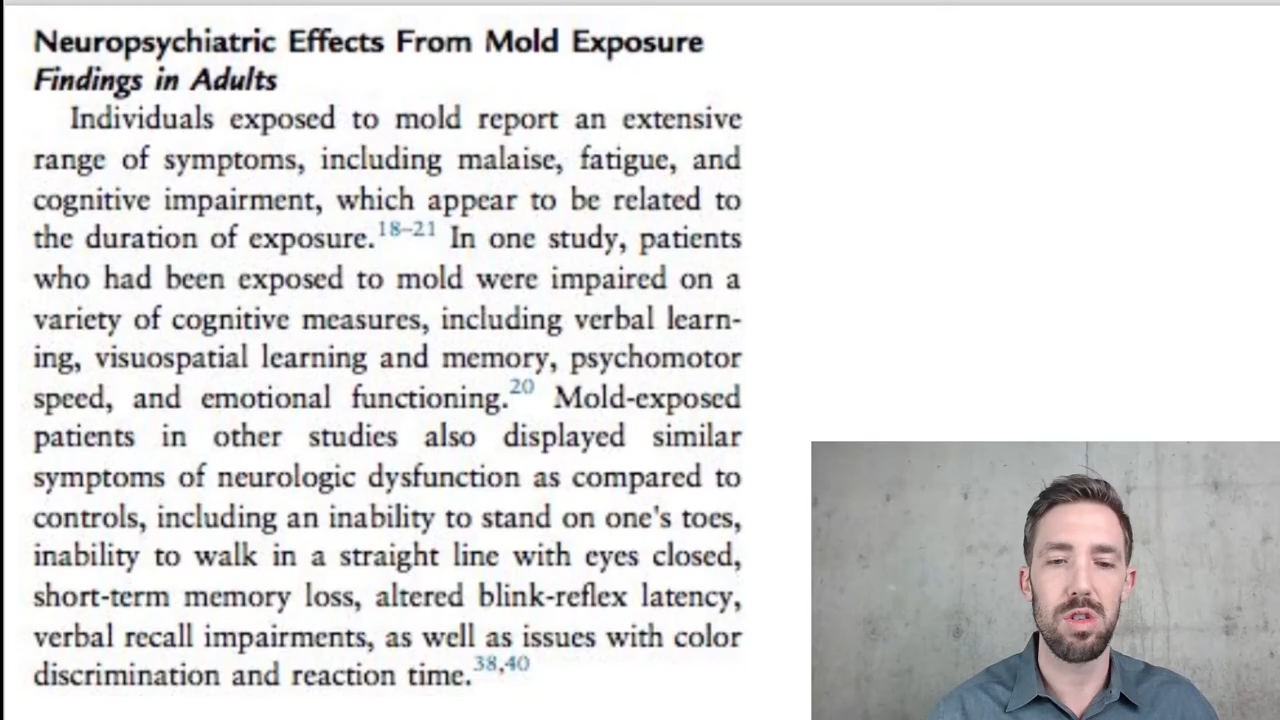 Neuropsychiatric Effects From Mold Exposure
Findings in Adults
Individuals exposed to mold report an extensive
range of symptoms, including malaise, fatigue, and
cognitive impairment, which appear to be related to
the duration of exposure.18–21 In one study, patients
who had been exposed to mold were impaired on a
variety of cognitive measures, including verbal learn-
ing, visuospatial learning and memory, psychomotor
speed, and emotional functioning.20 Mold-exposed
patients in other studies also displayed similar
symptoms of neurologic dysfunction as compared to
controls, including an inability to stand on one's toes,
inability to walk in a straight line with eyes closed,
short-term memory loss, altered blink-reflex latency,
verbal recall impairments, as well as issues with color
discrimination and reaction time.38,40